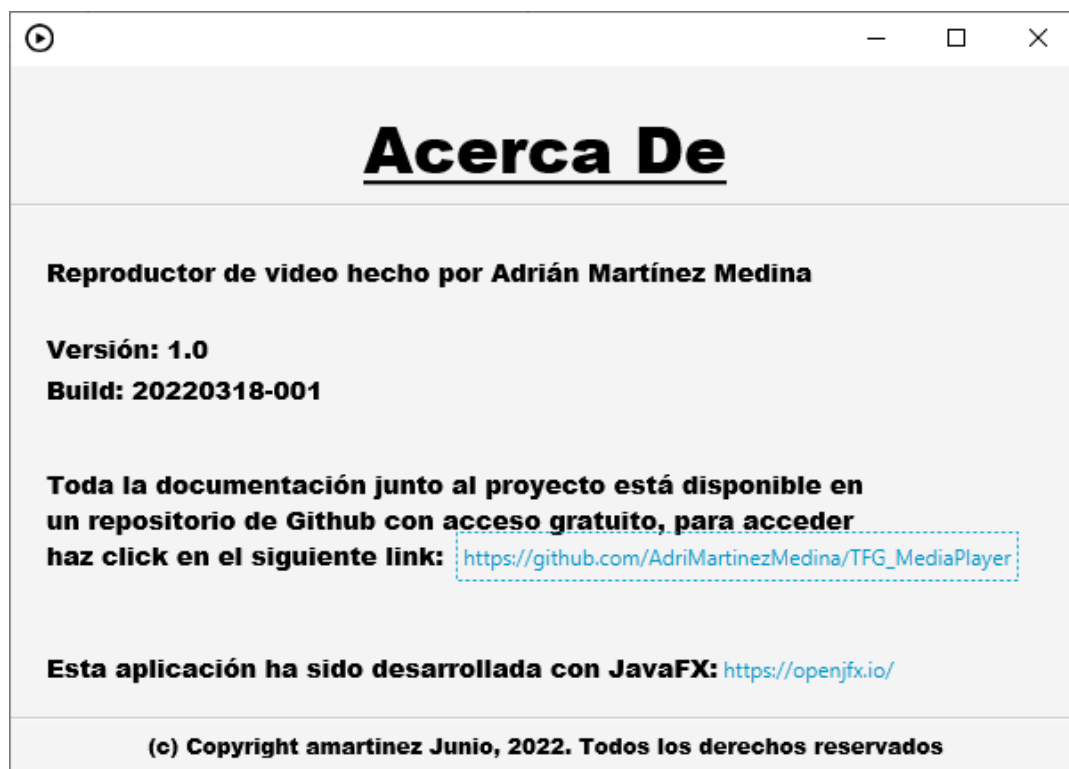 Acerca De
Reproductor de video hecho por Adrián Martínez Medina
Versión: 1.0
Build: 20220318-001
Toda la documentación junto al proyecto está disponible en
un repositorio de Github con acceso gratuito, para acceder
haz click en el siguiente link: https://github.com/AdriMartinezMedina/TFG_MediaPlayer
Esta aplicación ha sido desarrollada con JavaFX: https://openjfx.io/
(c) Copyright amartinez Junio, 2022. Todos los derechos reservados